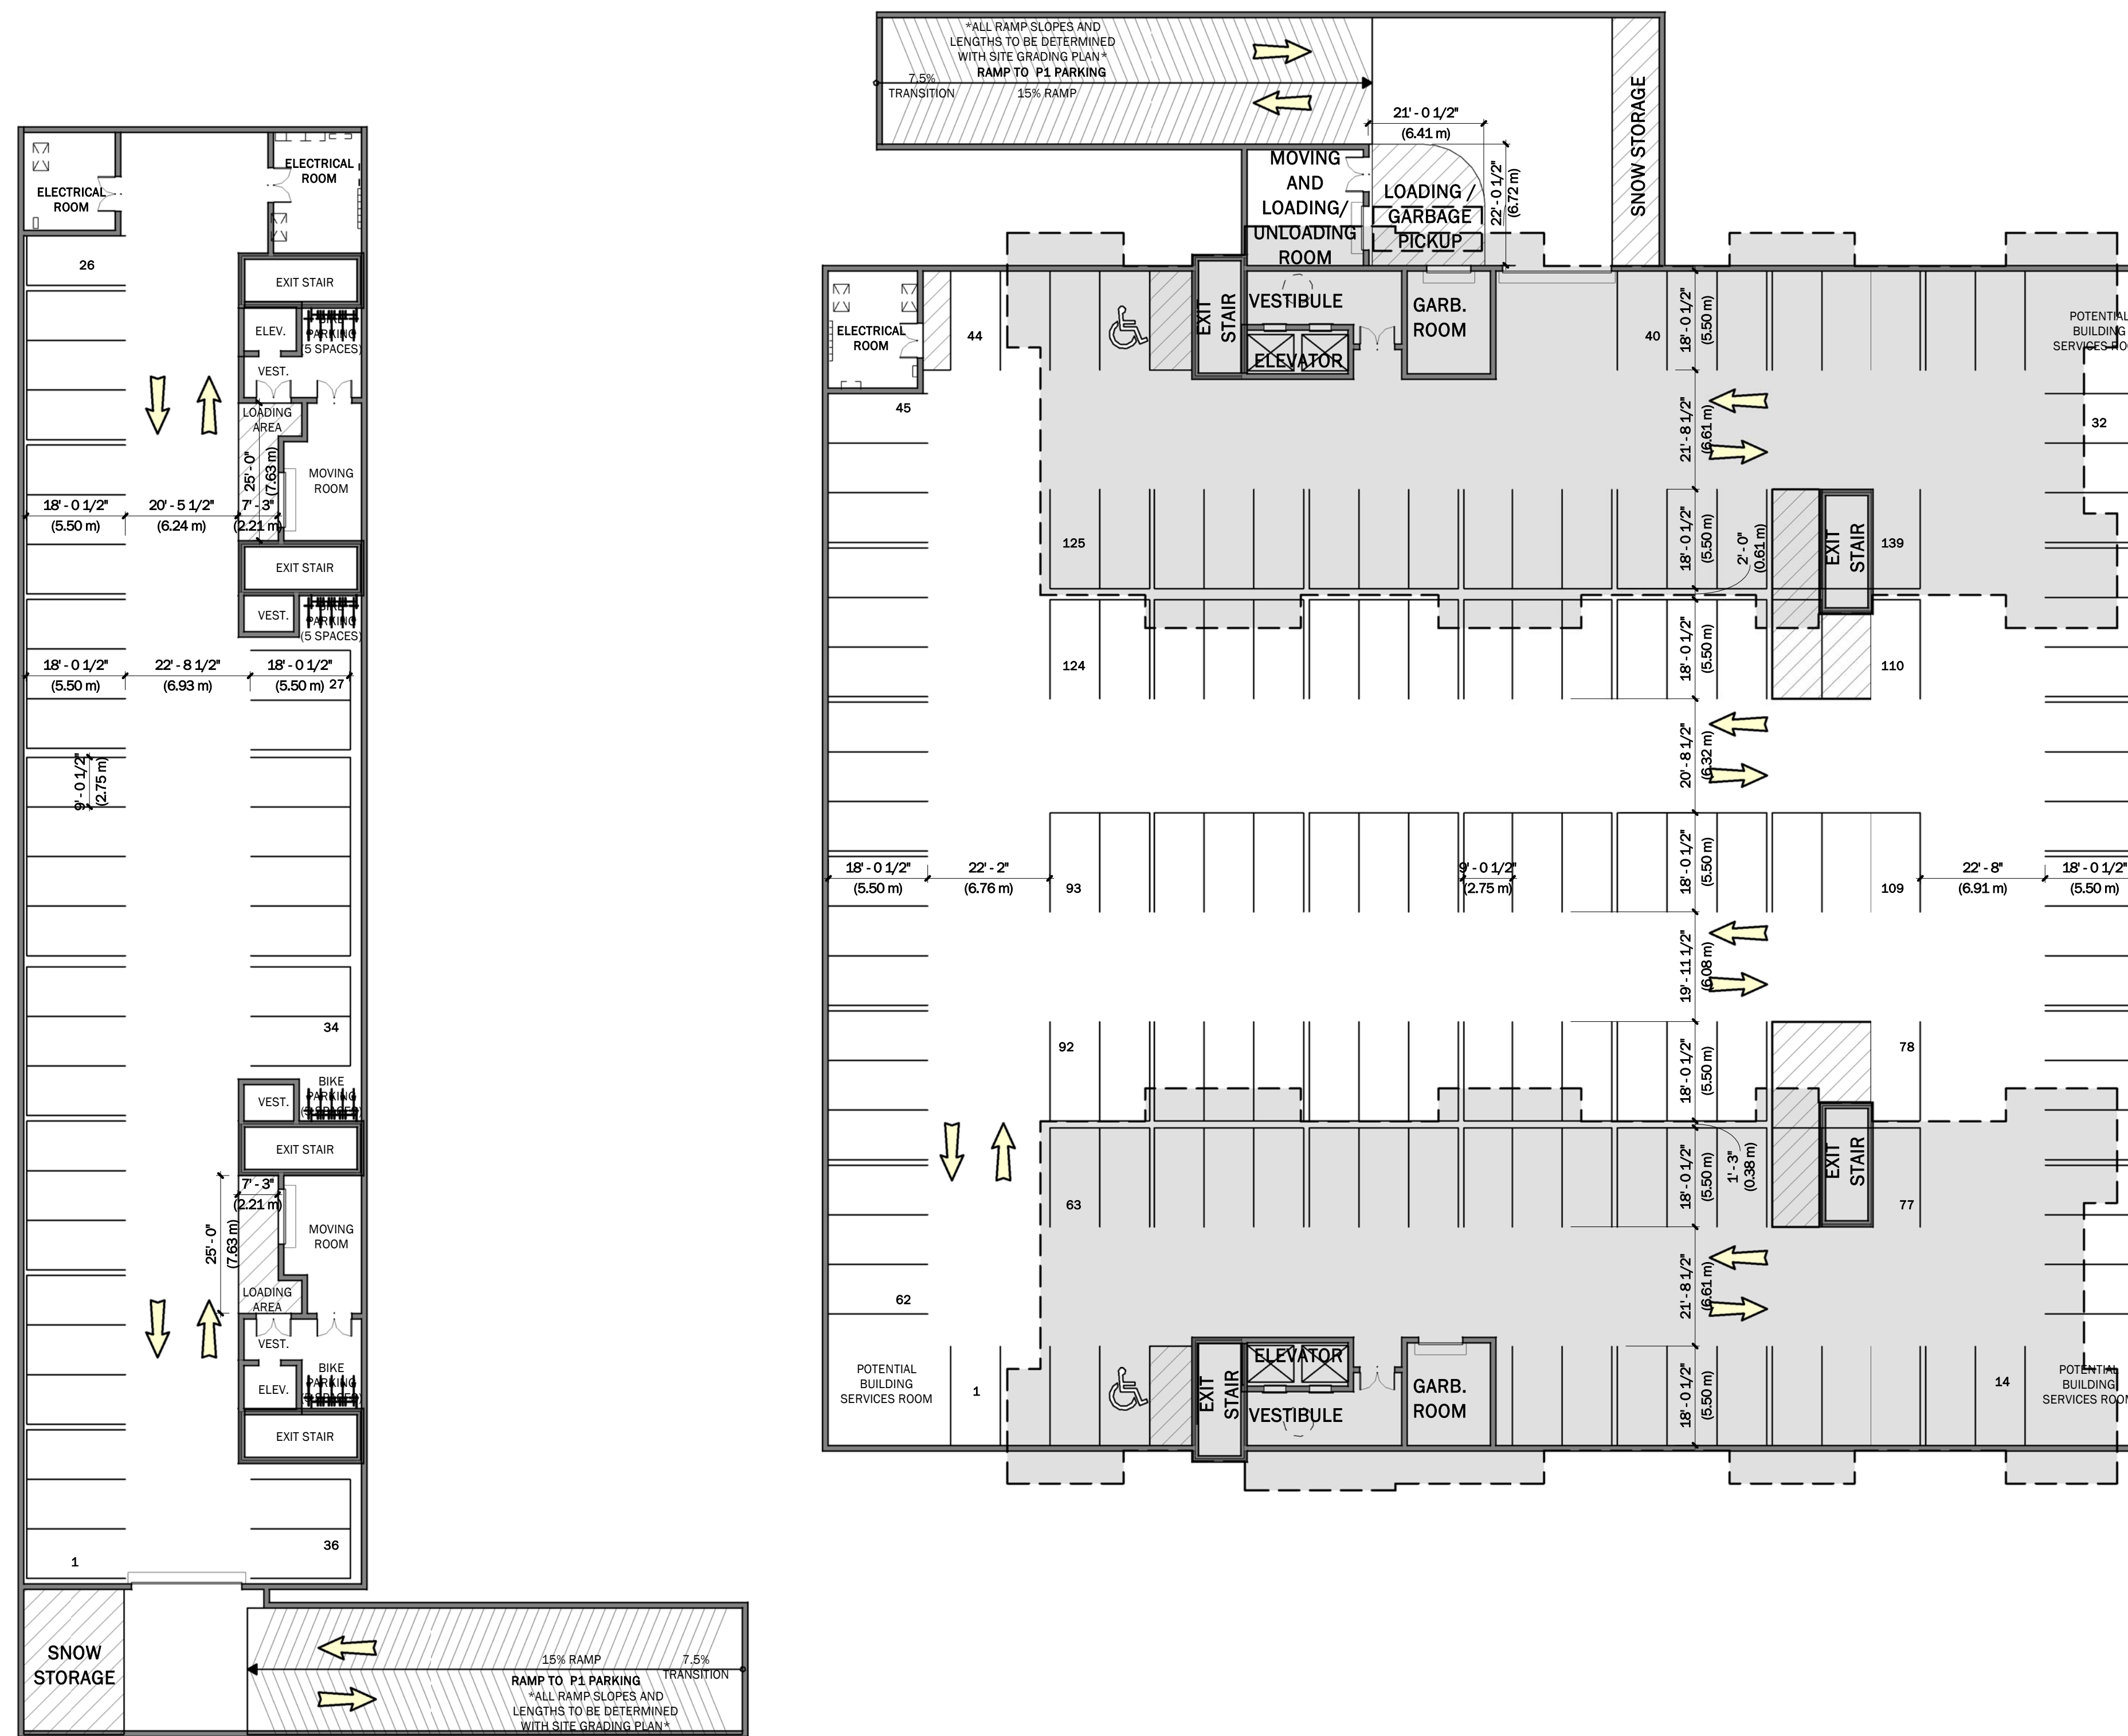 ELECTRICAL
ROOM
ELECTRICAL
ROOM
26
EXIT STAIR
ELEV.
BIKE
PARKING
(5 SPACES)
VEST.
LOADING
AREA
25' - 0"
(7.63 m)
MOVING
ROOM
18' - 0 1/2"
(5.50 m)
20' - 5 1/2"
(6.24 m)
7' - 3"
(2.21 m)
EXIT STAIR
VEST.
BIKE
PARKING
(5 SPACES)
18' - 0 1/2"
(5.50 m)
22' - 8 1/2"
(6.93 m)
18' - 0 1/2"
(5.50 m)
27
9' - 0 1/2"
(2.75 m)
34
VEST.
BIKE
PARKING
(5 SPACES)
EXIT STAIR
7' - 3"
(2.21 m)
25' - 0"
(7.63 m)
MOVING
ROOM
LOADING
AREA
VEST.
ELEV.
BIKE
PARKING
(5 SPACES)
EXIT STAIR
36
1
SNOW
STORAGE
15% RAMP
7.5%
TRANSITION
RAMP TO P1 PARKING
*ALL RAMP SLOPES AND
LENGTHS TO BE DETERMINED
WITH SITE GRADING PLAN*
*ALL RAMP SLOPES AND
LENGTHS TO BE DETERMINED
WITH SITE GRADING PLAN*
RAMP TO P1 PARKING
7.5%
TRANSITION
15% RAMP
21' - 0 1/2"
(6.41 m)
22' - 0 1/2"
(6.72 m)
SNOW STORAGE
MOVING
AND
LOADING/
UNLOADING
ROOM
LOADING /
GARBAGE
PICKUP
ELECTRICAL
ROOM
44
EXIT
STAIR
VESTIBULE
ELEVATOR
GARB.
ROOM
40
18' - 0 1/2"
(5.50 m)
POTENTIAL
BUILDING
45
21' - 8 1/2"
(6.61 m)
32
125
18' - 0 1/2"
(5.50 m)
2' - 0"
(0.61 m)
EXIT
STAIR
139
124
18' - 0 1/2"
(5.50 m)
110
20' - 8 1/2"
(6.32 m)
18' - 0 1/2"
(5.50 m)
22' - 2"
(6.76 m)
93
9' - 0 1/2"
(2.75 m)
18' - 0 1/2"
(5.50 m)
109
22' - 8"
(6.91 m)
18' - 0 1/2"
(5.50 m)
19' - 11 1/2"
(6.08 m)
92
18' - 0 1/2"
(5.50 m)
78
63
18' - 0 1/2"
(5.50 m)
1' - 3"
(0.38 m)
EXIT
STAIR
77
62
21' - 8 1/2"
(6.61 m)
POTENTIAL
BUILDING
SERVICES ROOM
1
EXIT
STAIR
ELEVATOR
VESTIBULE
GARB.
ROOM
18' - 0 1/2"
(5.50 m)
14
POTENTIAL
BUILDING